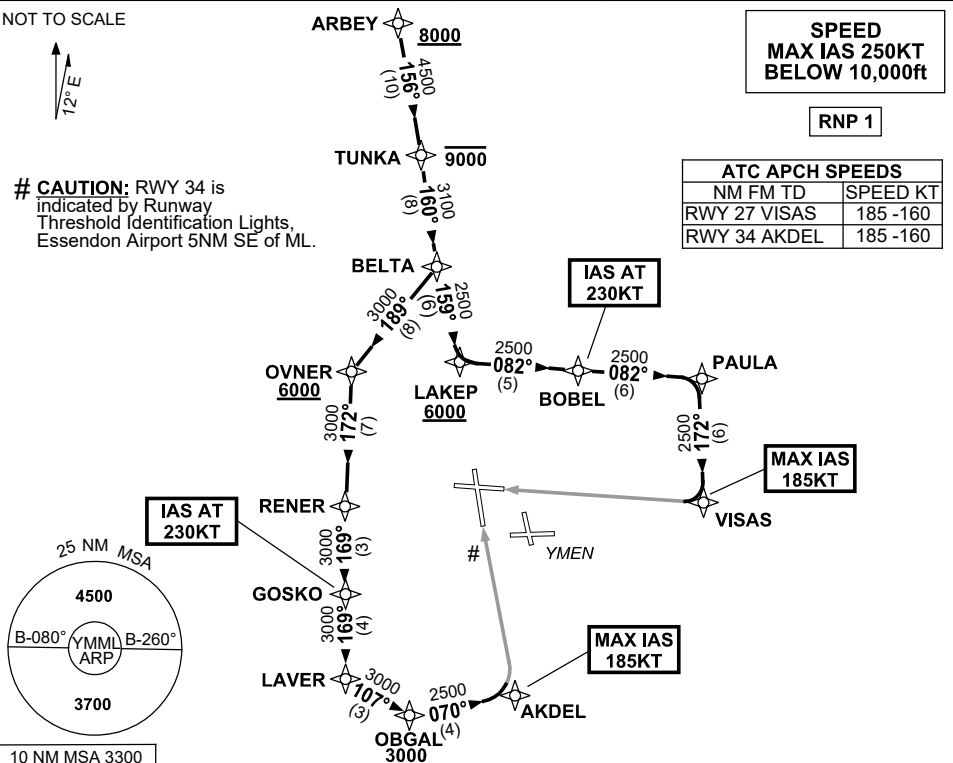 NOT TO SCALE
12° E
ARBEY
8000
SPEED
MAX IAS 250KT
BELOW 10,000ft
4500
156°
(10)
RNP 1
TUNKA
9000
# CAUTION: RWY 34 is
indicated by Runway
Threshold Identification Lights,
Essendon Airport 5NM SE of ML.
ATC APCH SPEEDS
NM FM TD SPEED KT
RWY 27 VISAS 185 -160
RWY 34 AKDEL 185 -160
3100
160°
(8)
BELTA
IAS AT
230KT
3000
189°
(8)
2500
159°
(6)
OVNER
6000
LAKEP
6000
2500
082°
(5)
BOBEL
2500
082°
(6)
PAULA
3000
172°
(7)
2500
172°
(6)
MAX IAS
185KT
VISAS
RENER
IAS AT
230KT
3000
169°
(3)
#
YMEN
GOSKO
25 NM MSA
4500
B-080°
YMML
ARP
B-260°
3700
3000
169°
(4)
MAX IAS
185KT
LAVER
3000
107°
(3)
OBGAL
3000
2500
070°
(4)
AKDEL
10 NM MSA 3300